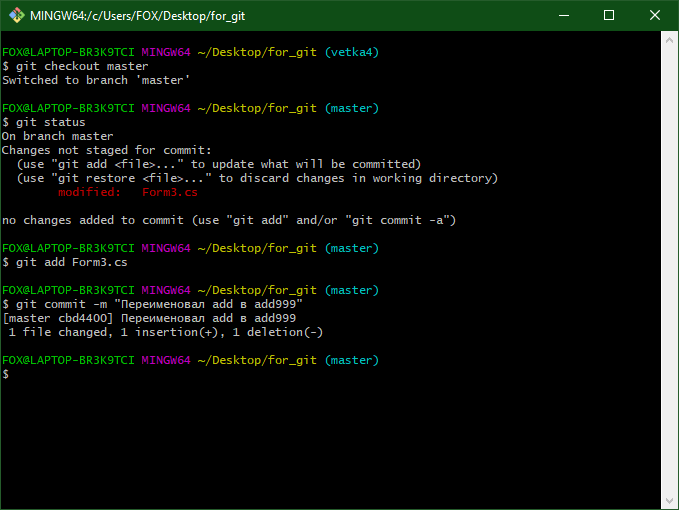 MINGW64:/c/Users/FOX/Desktop/for_git
FOX@LAPTOP-BR3K9TCI MINGW64 ~/Desktop/for_git (vetka4)
$ git checkout master
Switched to branch 'master'
FOX@LAPTOP-BR3K9TCI MINGW64 ~/Desktop/for_git (master)
$ git status
On branch master
Changes not staged for commit:
(use "git add <file>..." to update what will be committed)
(use "git restore <file>..." to discard changes in working directory)
modified: Form3.cs
no changes added to commit (use "git add" and/or "git commit -a")
FOX@LAPTOP-BR3K9TCI MINGW64 ~/Desktop/for_git (master)
$ git add Form3.cs
FOX@LAPTOP-BR3K9TCI MINGW64 ~/Desktop/for_git (master)
$ git commit -m "Переименовал add в add999"
[master cbd4400] Переименовал add в add999
1 file changed, 1 insertion(+), 1 deletion(-)
FOX@LAPTOP-BR3K9TCI MINGW64 ~/Desktop/for_git (master)
$